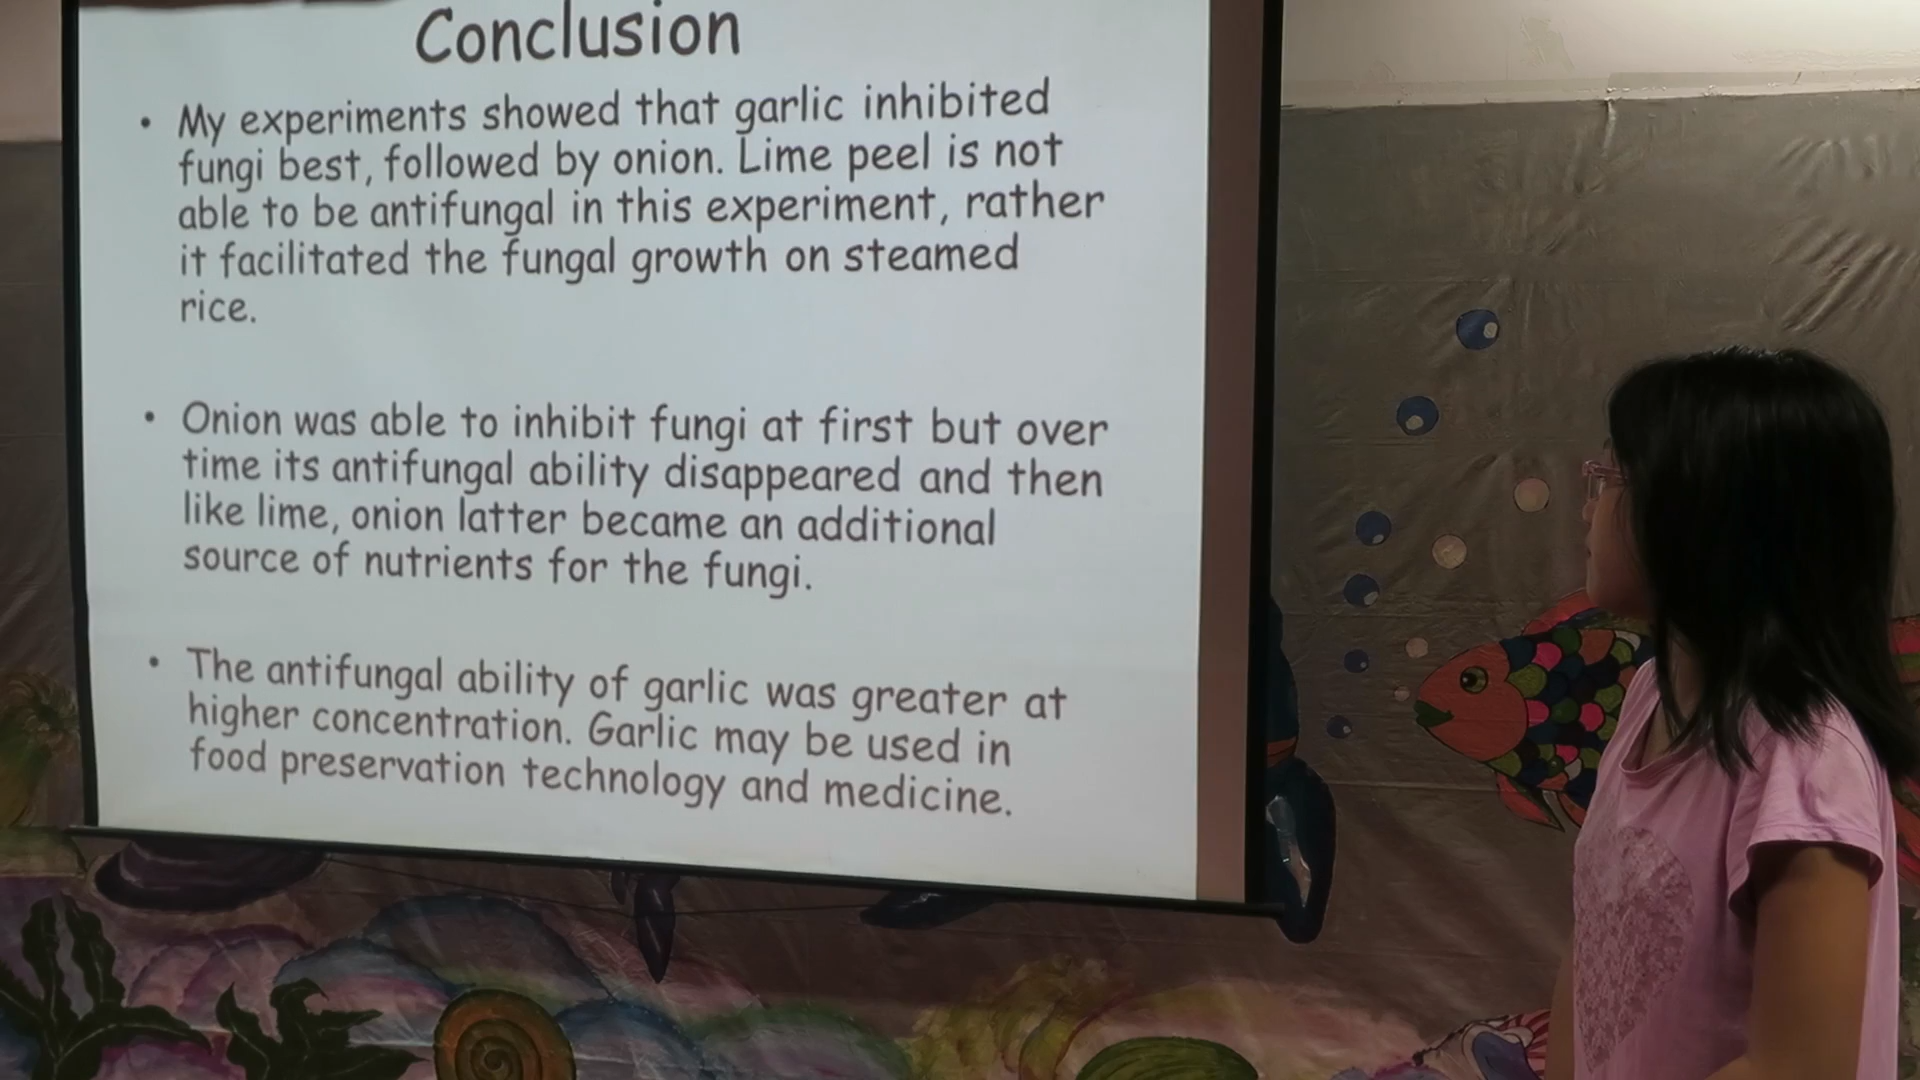 Conclusion
• My experiments showed that garlic inhibited
fungi best, followed by onion. Lime peel is not
able to be antifungal in this experiment, rather
it facilitated the fungal growth on steamed
rice.
• Onion was able to inhibit fungi at first but over
time its antifungal ability disappeared and then
like lime, onion latter became an additional
source of nutrients for the fungi.
• The antifungal ability of garlic was greater at
higher concentration. Garlic may be used in
food preservation technology and medicine.